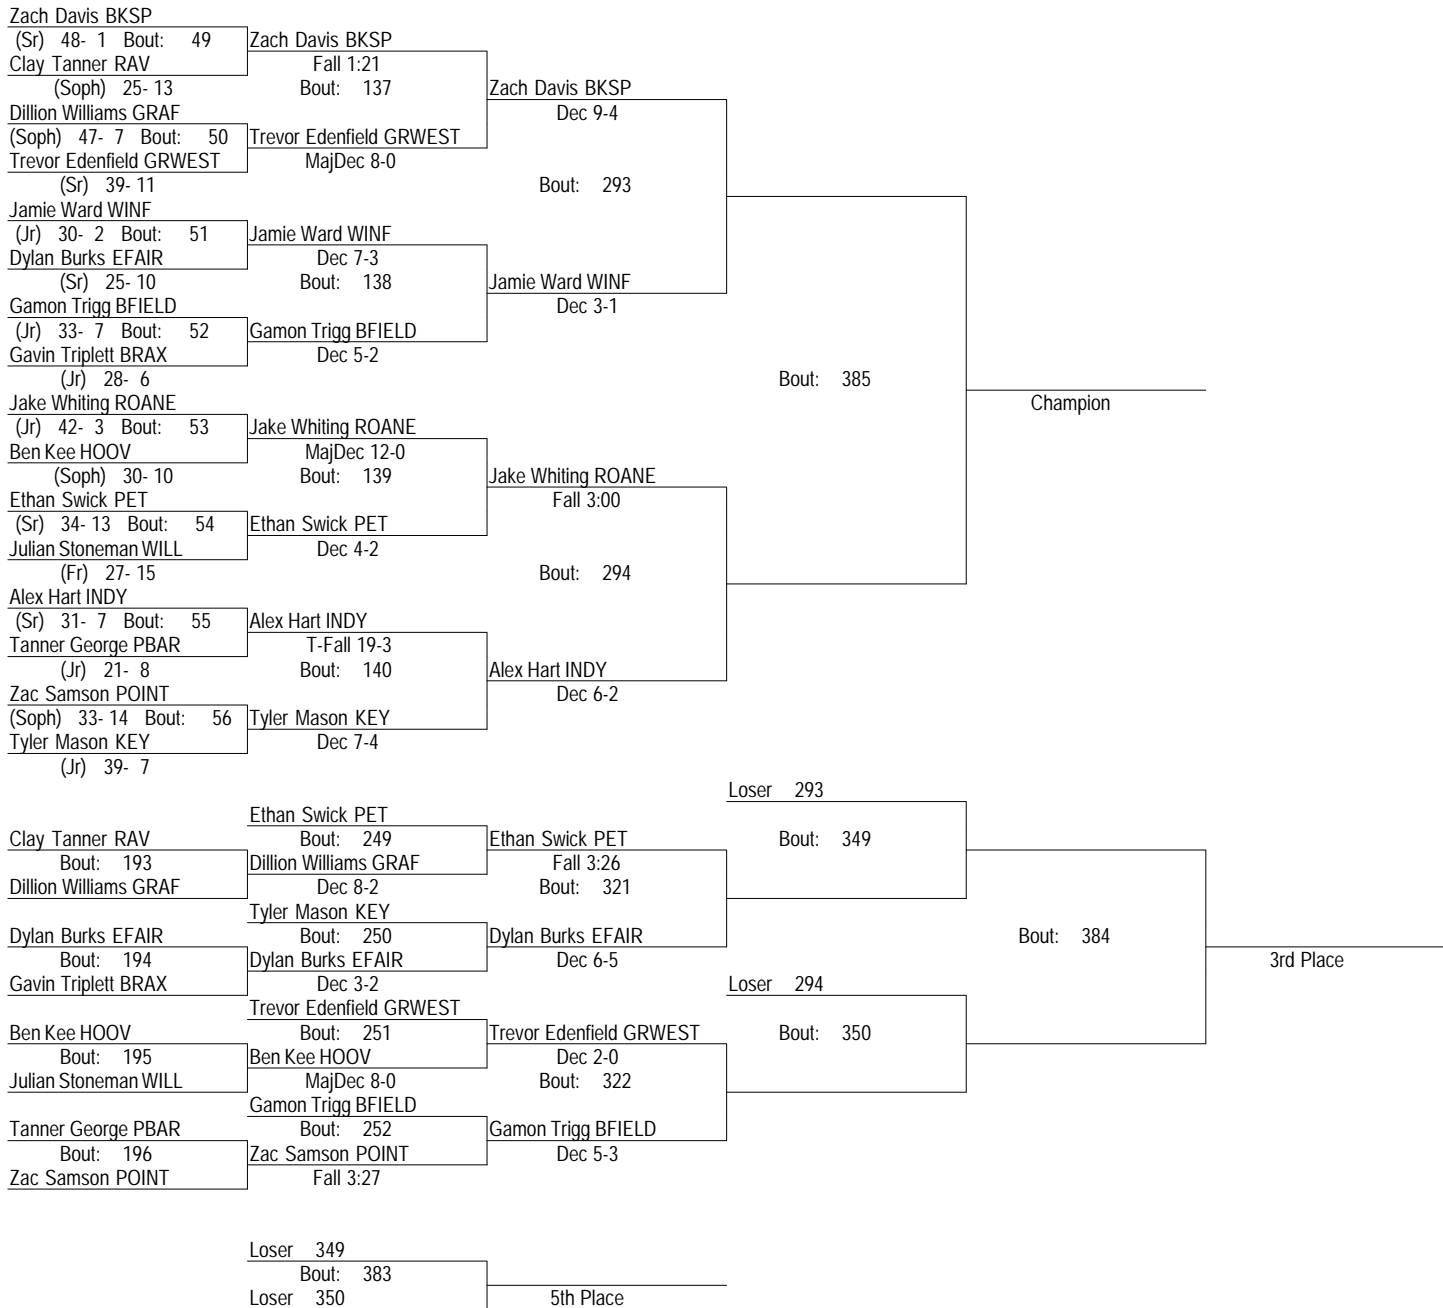 Zach Davis BKSP
(Sr) 48- 1 Bout: 49 Zach Davis BKSP
Clay Tanner RAV Fall 1:21
(Soph) 25- 13 Bout: 137 Zach Davis BKSP
Dillion Williams GRAF Dec 9-4
(Soph) 47- 7 Bout: 50 Trevor Edenfield GRWEST
Trevor Edenfield GRWEST MajDec 8-0
(Sr) 39- 11 Bout: 293
Jamie Ward WINF
(Jr) 30- 2 Bout: 51 Jamie Ward WINF
Dylan Burks EFAIR Dec 7-3
(Sr) 25- 10 Bout: 138 Jamie Ward WINF
Gamon Trigg BFIELD Dec 3-1
(Jr) 33- 7 Bout: 52 Gamon Trigg BFIELD
Gavin Triplett BRAX Dec 5-2
(Jr) 28- 6 Bout: 385
Jake Whiting ROANE Champion
(Jr) 42- 3 Bout: 53 Jake Whiting ROANE
Ben Kee HOOV MajDec 12-0
(Soph) 30- 10 Bout: 139 Jake Whiting ROANE
Ethan Swick PET Fall 3:00
(Sr) 34- 13 Bout: 54 Ethan Swick PET
Julian Stoneman WILL Dec 4-2
(Fr) 27- 15 Bout: 294
Alex Hart INDY
(Sr) 31- 7 Bout: 55 Alex Hart INDY
Tanner George PBAR T-Fall 19-3
(Jr) 21- 8 Bout: 140 Alex Hart INDY
Zac Samson POINT Dec 6-2
(Soph) 33- 14 Bout: 56 Tyler Mason KEY
Tyler Mason KEY Dec 7-4
(Jr) 39- 7
Loser 293
Ethan Swick PET
Clay Tanner RAV Bout: 249 Ethan Swick PET Bout: 349
Bout: 193 Dillion Williams GRAF Fall 3:26
Dillion Williams GRAF Dec 8-2 Bout: 321
Tyler Mason KEY
Dylan Burks EFAIR Bout: 250 Dylan Burks EFAIR Bout: 384
Bout: 194 Dylan Burks EFAIR Dec 6-5 3rd Place
Gavin Triplett BRAX Dec 3-2 Loser 294
Trevor Edenfield GRWEST
Ben Kee HOOV Bout: 251 Trevor Edenfield GRWEST Bout: 350
Bout: 195 Ben Kee HOOV Dec 2-0
Julian Stoneman WILL MajDec 8-0 Bout: 322
Gamon Trigg BFIELD
Tanner George PBAR Bout: 252 Gamon Trigg BFIELD
Bout: 196 Zac Samson POINT Dec 5-3
Zac Samson POINT Fall 3:27
Loser 349
Bout: 383
Loser 350 5th Place